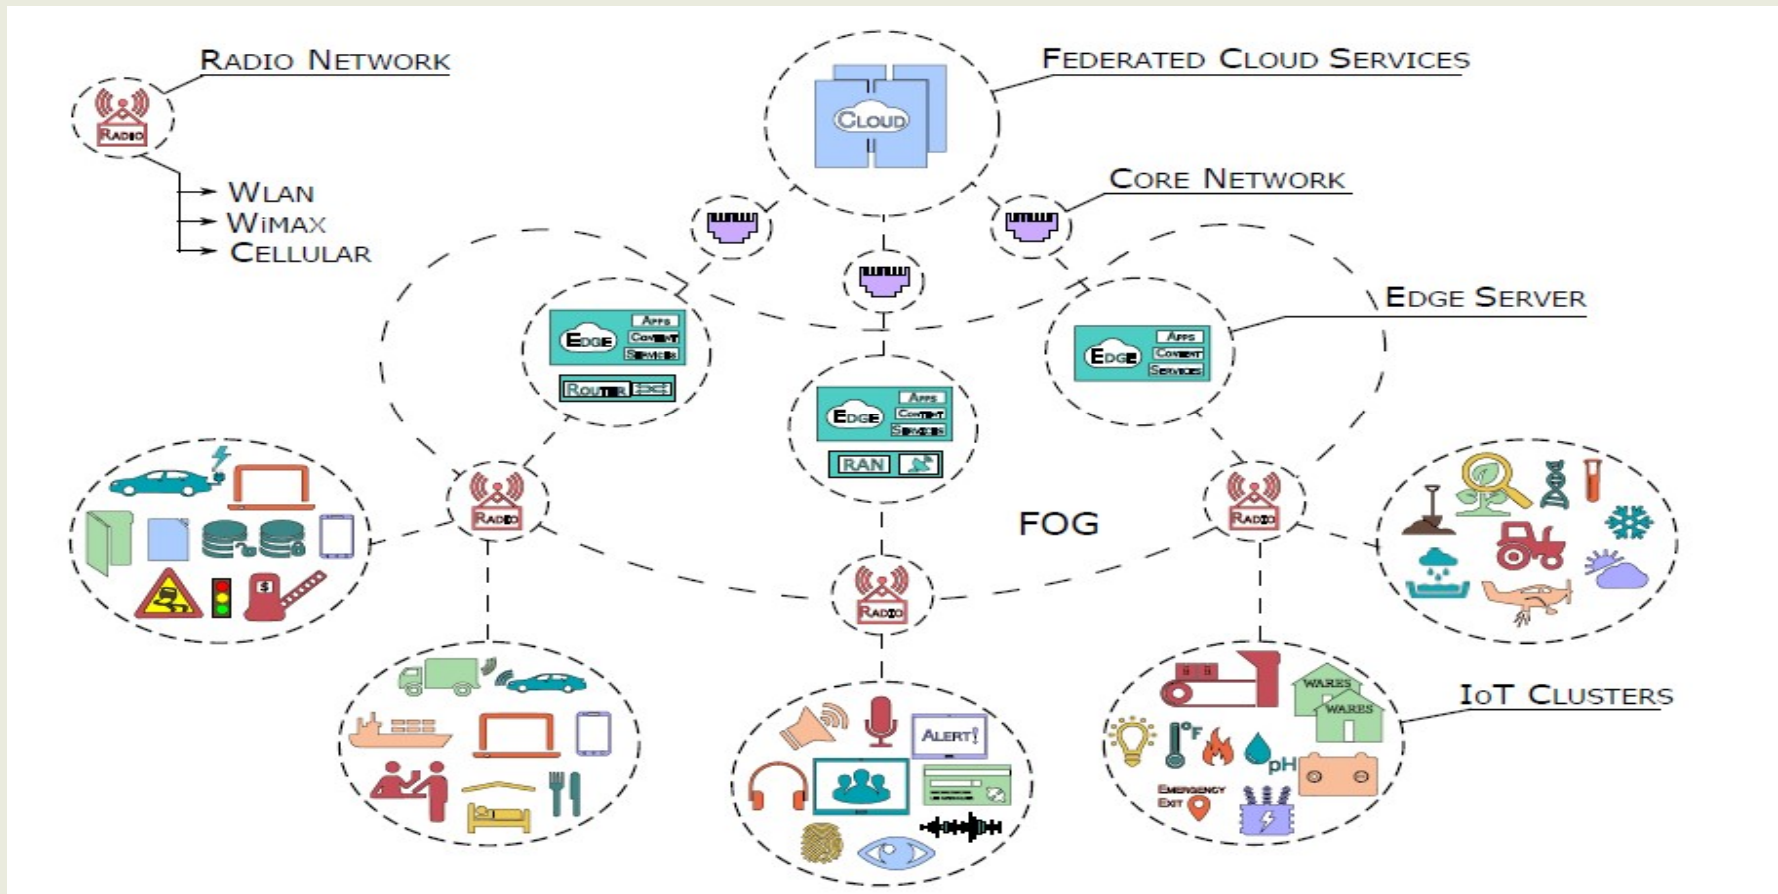 RADIO NETWORK
RADIO
WLAN
WIMAX
CELLULAR
FEDERATED CLOUD SERVICES
CLOUD
CORE NETWORK
EDGE SERVER
EDGE
APPS
CONTENT
SERVICES
ROUTER
EDGE
APPS
CONTENT
SERVICES
RAN
EDGE
APPS
CONTENT
SERVICES
RADIO
RADIO
FOG
RADIO
$
IOT CLUSTERS
WARES
WARES
°F
pH
EMERGENCY
EXIT
ALERT!